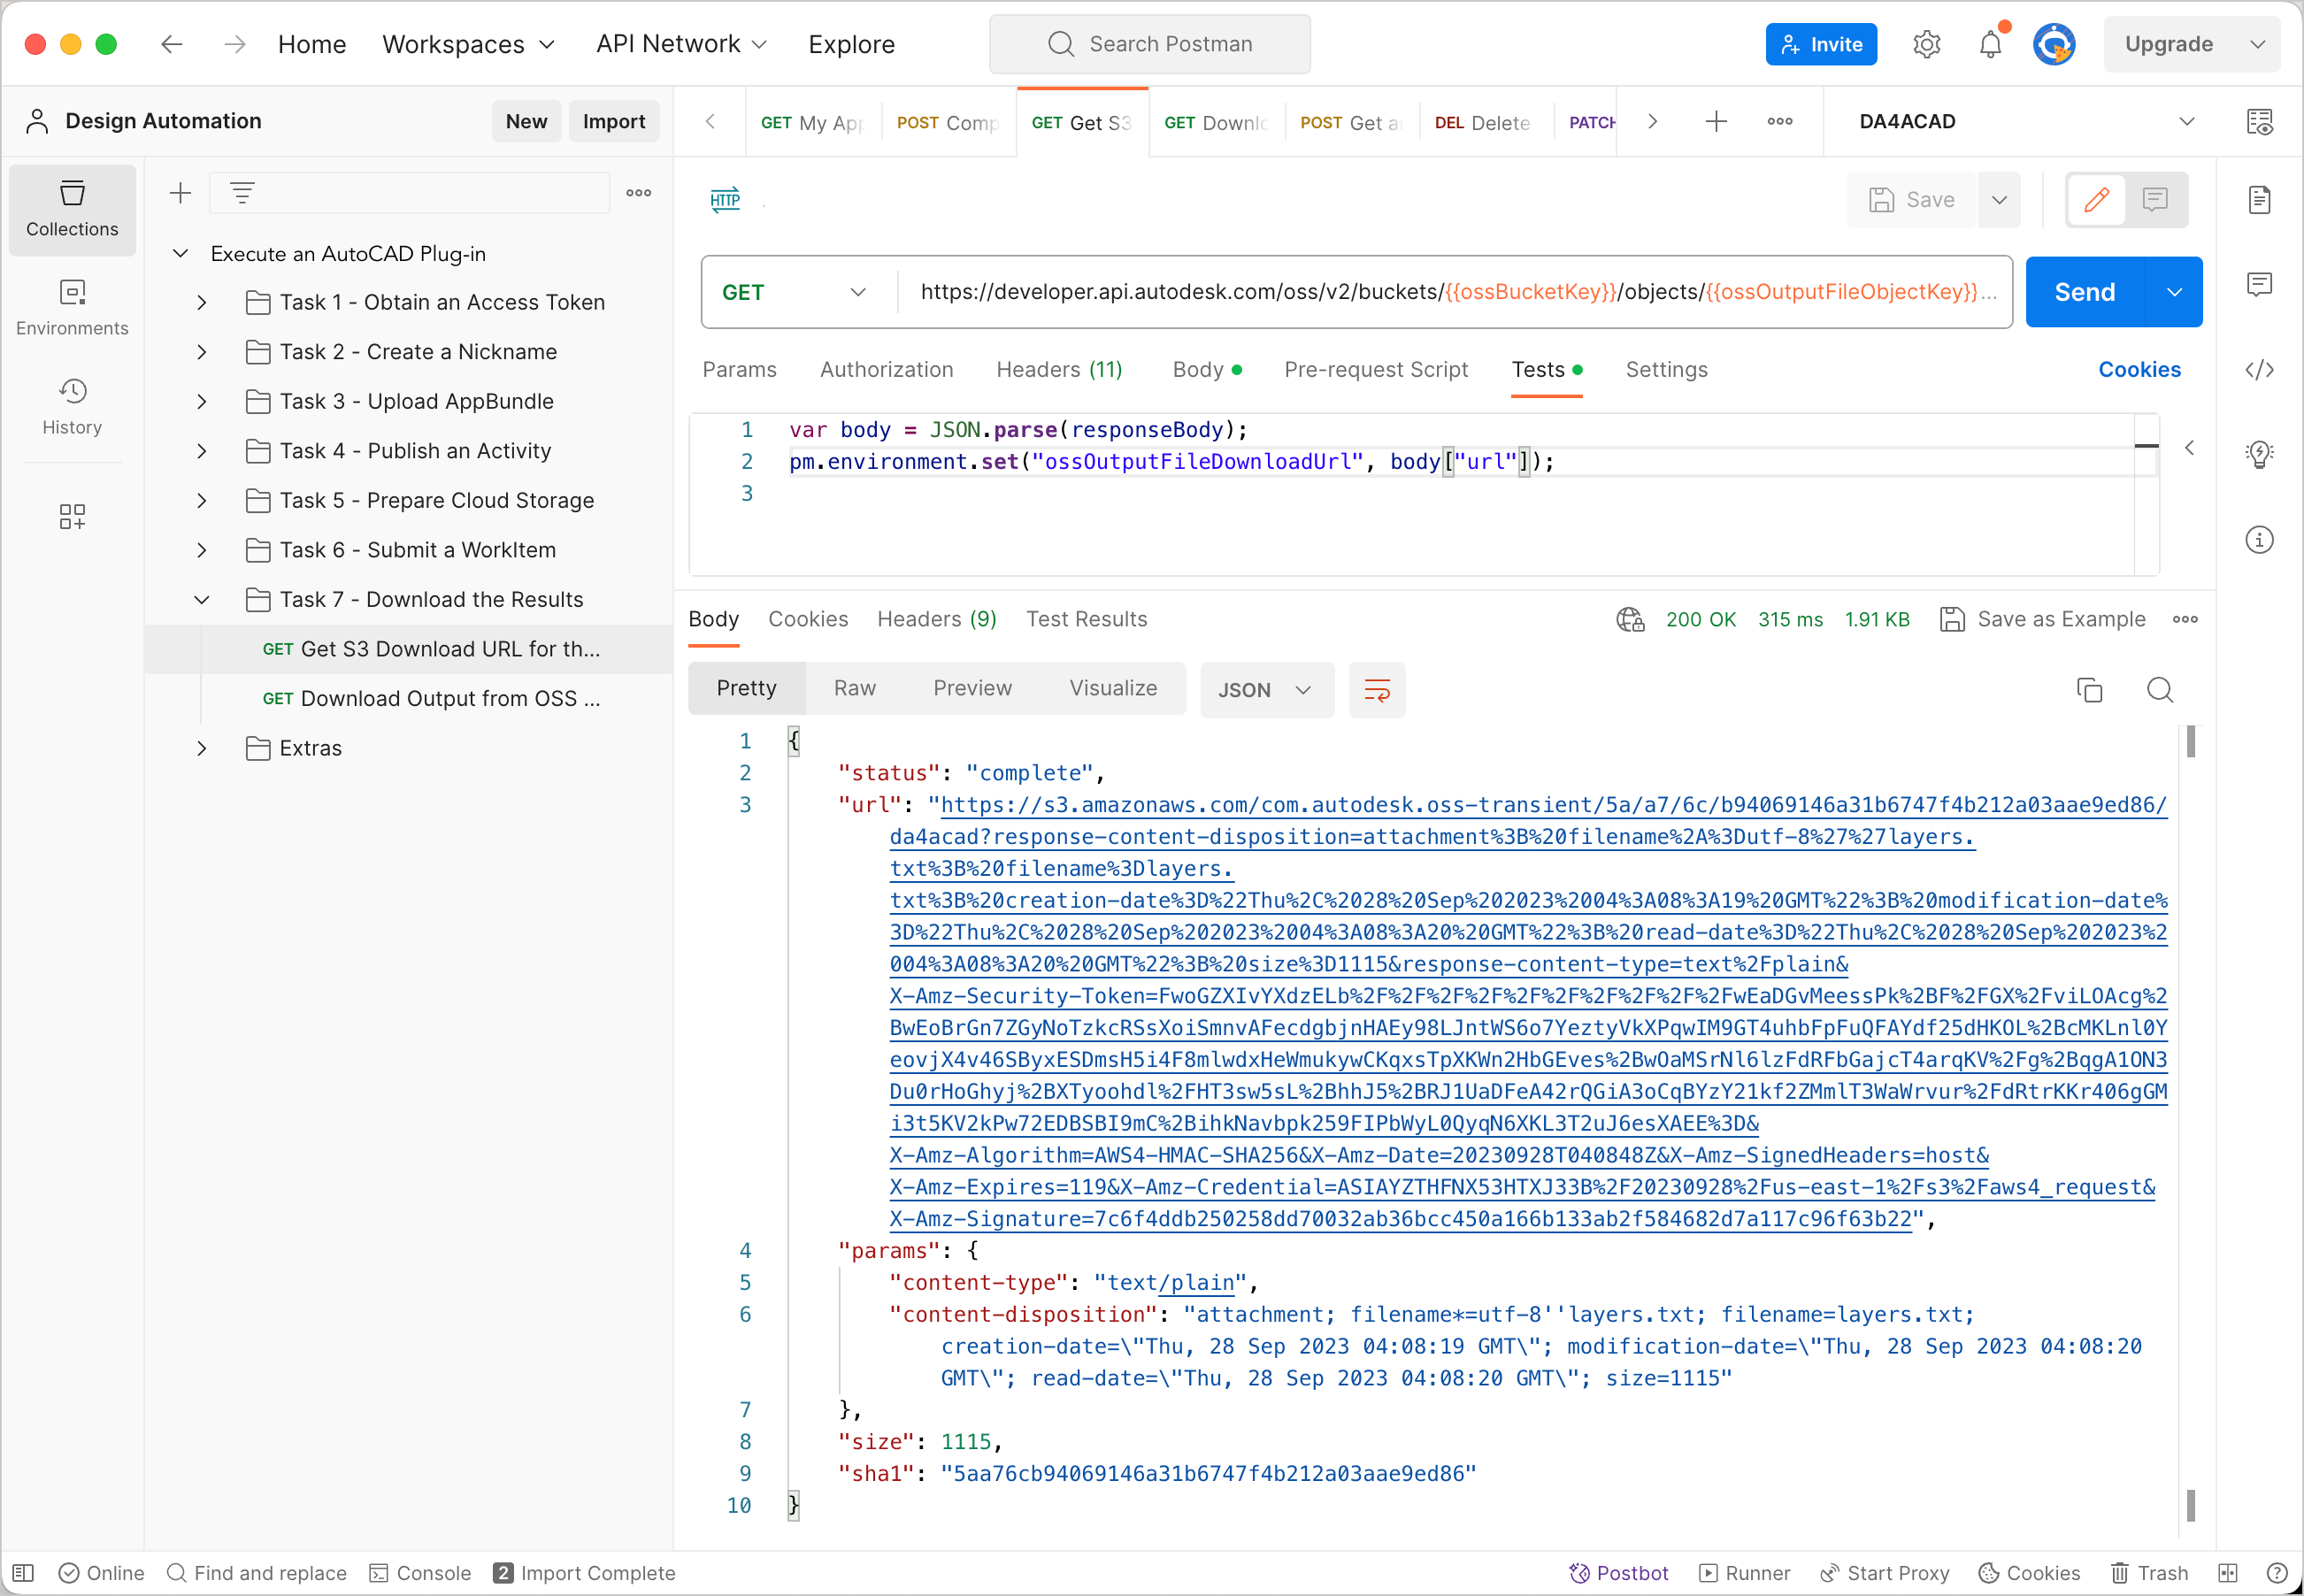 Home Workspaces API Network Explore Search Postman Invite Upgrade
Design Automation New Import
GET My App POST Comp GET Get S3 GET Downlo POST Get a DEL Delete PATCH DA4ACAD
Collections
Environments
History
Execute an AutoCAD Plug-in
Task 1 - Obtain an Access Token
Task 2 - Create a Nickname
Task 3 - Upload AppBundle
Task 4 - Publish an Activity
Task 5 - Prepare Cloud Storage
Task 6 - Submit a WorkItem
Task 7 - Download the Results
GET Get S3 Download URL for th...
GET Download Output from OSS ...
Extras
HTTP . Save
GET https://developer.api.autodesk.com/oss/v2/buckets/{{ossBucketKey}}/objects/{{ossOutputFileObjectKey}}... Send
Params Authorization Headers (11) Body Pre-request Script Tests Settings Cookies
1 var body = JSON.parse(responseBody);
2 pm.environment.set("ossOutputFileDownloadUrl", body["url"]);
3
Body Cookies Headers (9) Test Results 200 OK 315 ms 1.91 KB Save as Example
Pretty Raw Preview Visualize JSON
1 {
2 "status": "complete",
3 "url": "https://s3.amazonaws.com/com.autodesk.oss-transient/5a/a7/6c/b94069146a31b6747f4b212a03aae9ed86/
da4acad?response-content-disposition=attachment%3B%20filename%2A%3Dutf-8%27%27layers.
txt%3B%20filename%3Dlayers.
txt%3B%20creation-date%3D%22Thu%2C%2028%20Sep%202023%2004%3A08%3A19%20GMT%22%3B%20modification-date%
3D%22Thu%2C%2028%20Sep%202023%2004%3A08%3A20%20GMT%22%3B%20read-date%3D%22Thu%2C%2028%20Sep%202023%2
004%3A08%3A20%20GMT%22%3B%20size%3D1115&response-content-type=text%2Fplain&
X-Amz-Security-Token=FwoGZXIvYXdzELb%2F%2F%2F%2F%2F%2F%2F%2F%2F%2FwEaDGvMeessPk%2BF%2FGX%2FviLOAcg%2
BwEoBrGn7ZGyNoTzkcRSsXoiSmnvAFecdgbjnHAEy98LJntWS6o7YeztyVkXPqwIM9GT4uhbFpFuQFAYdf25dHKOL%2BcMKLnl0Y
eovjX4v46SByxESDmsH5i4F8mlwdxHeWmukywCKqxsTpXKWn2HbGEves%2BwOaMSrNl6lzFdRFbGajcT4arqKV%2Fg%2BqgA1ON3
Du0rHoGhyj%2BXTyoohdl%2FHT3sw5sL%2BhhJ5%2BRJ1UaDFeA42rQGiA3oCqBYzY21kf2ZMmlT3WaWrvur%2FdRtrKKr406gGM
i3t5KV2kPw72EDBSBI9mC%2BihkNavbpk259FIPbWyL0QyqN6XKL3T2uJ6esXAEE%3D&
X-Amz-Algorithm=AWS4-HMAC-SHA256&X-Amz-Date=20230928T040848Z&X-Amz-SignedHeaders=host&
X-Amz-Expires=119&X-Amz-Credential=ASIAYZTHFNX53HTXJ33B%2F20230928%2Fus-east-1%2Fs3%2Faws4_request&
X-Amz-Signature=7c6f4ddb250258dd70032ab36bcc450a166b133ab2f584682d7a117c96f63b22",
4 "params": {
5 "content-type": "text/plain",
6 "content-disposition": "attachment; filename*=utf-8''layers.txt; filename=layers.txt;
creation-date=\"Thu, 28 Sep 2023 04:08:19 GMT\"; modification-date=\"Thu, 28 Sep 2023 04:08:20
GMT\"; read-date=\"Thu, 28 Sep 2023 04:08:20 GMT\"; size=1115"
7 },
8 "size": 1115,
9 "sha1": "5aa76cb94069146a31b6747f4b212a03aae9ed86"
10 }
Online Find and replace Console 2 Import Complete Postbot Runner Start Proxy Cookies Trash